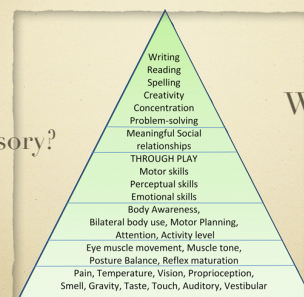 Writing
Reading
Spelling
Creativity
Concentration
Problem-solving
Meaningful Social
relationships
THROUGH PLAY
Motor skills
Perceptual skills
Emotional skills
Body Awareness,
Bilateral body use, Motor Planning,
Attention, Activity level
Eye muscle movement, Muscle tone,
Posture Balance, Reflex maturation
Pain, Temperature, Vision, Proprioception,
Smell, Gravity, Taste, Touch, Auditory, Vestibular